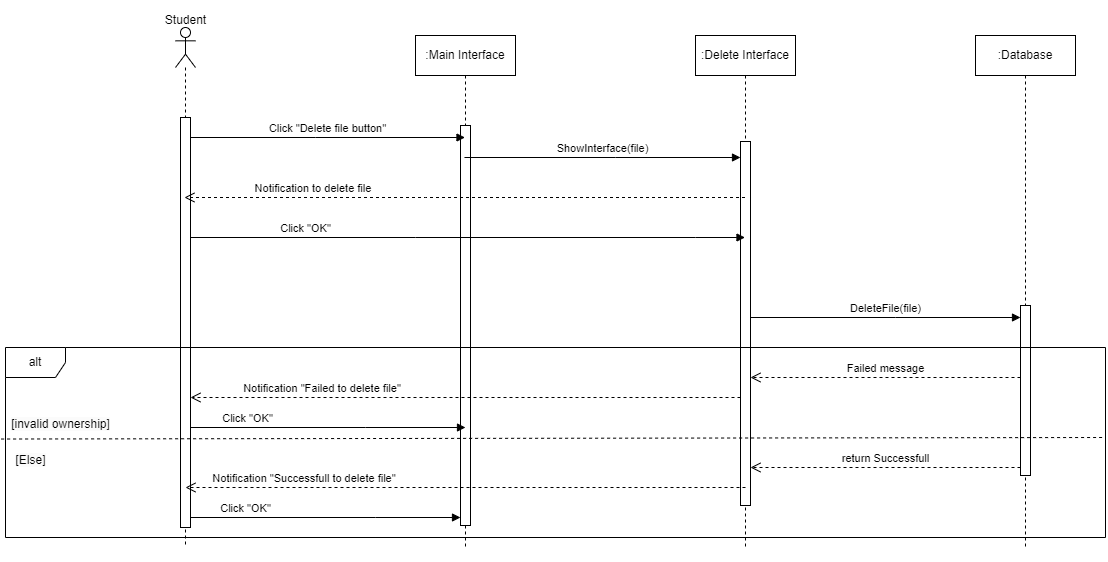 Student
:Main Interface
:Delete Interface
:Database
Click "Delete file button"
ShowInterface(file)
Notification to delete file
Click "OK"
DeleteFile(file)
alt
Failed message
Notification "Failed to delete file"
Click "OK"
[invalid ownership]
[Else]
return Successfull
Notification "Successfull to delete file"
Click "OK"